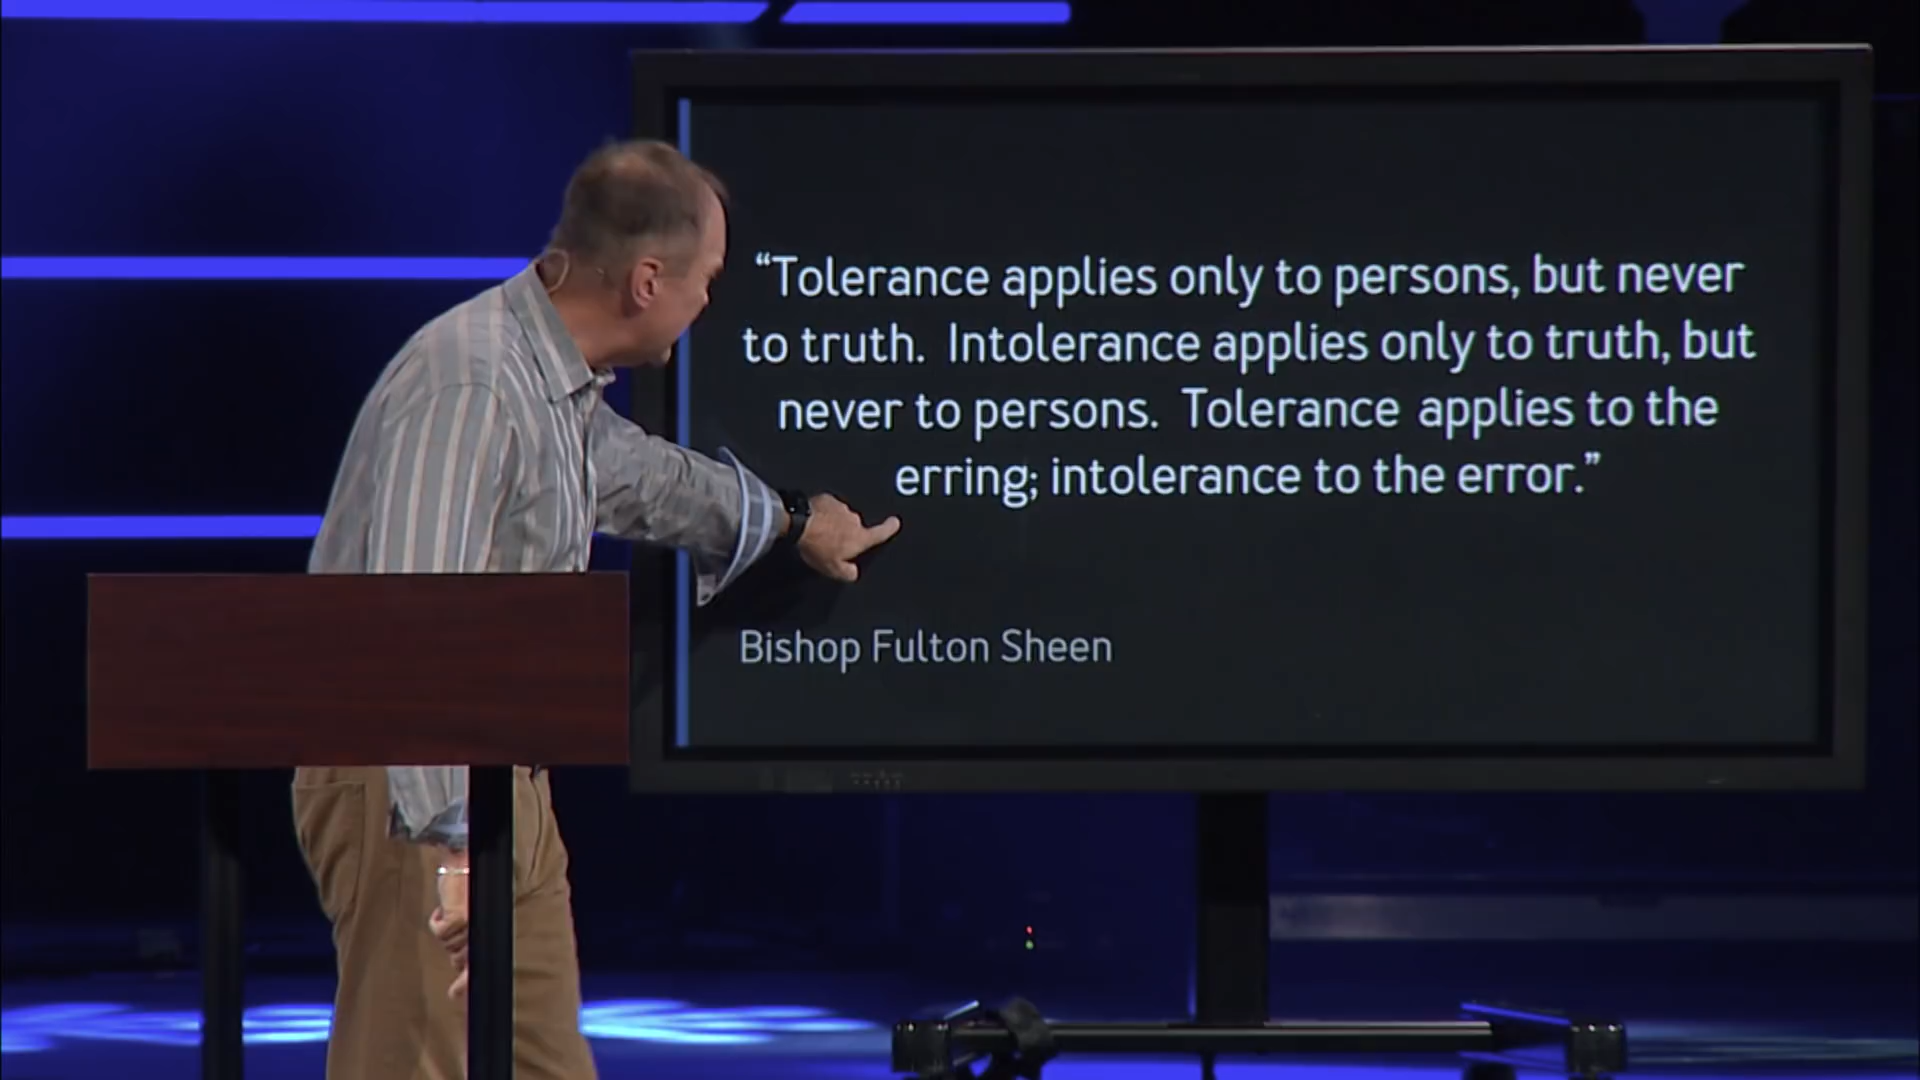 “Tolerance applies only to persons, but never
to truth.  Intolerance applies only to truth, but
never to persons.  Tolerance applies to the
erring; intolerance to the error.”
Bishop Fulton Sheen